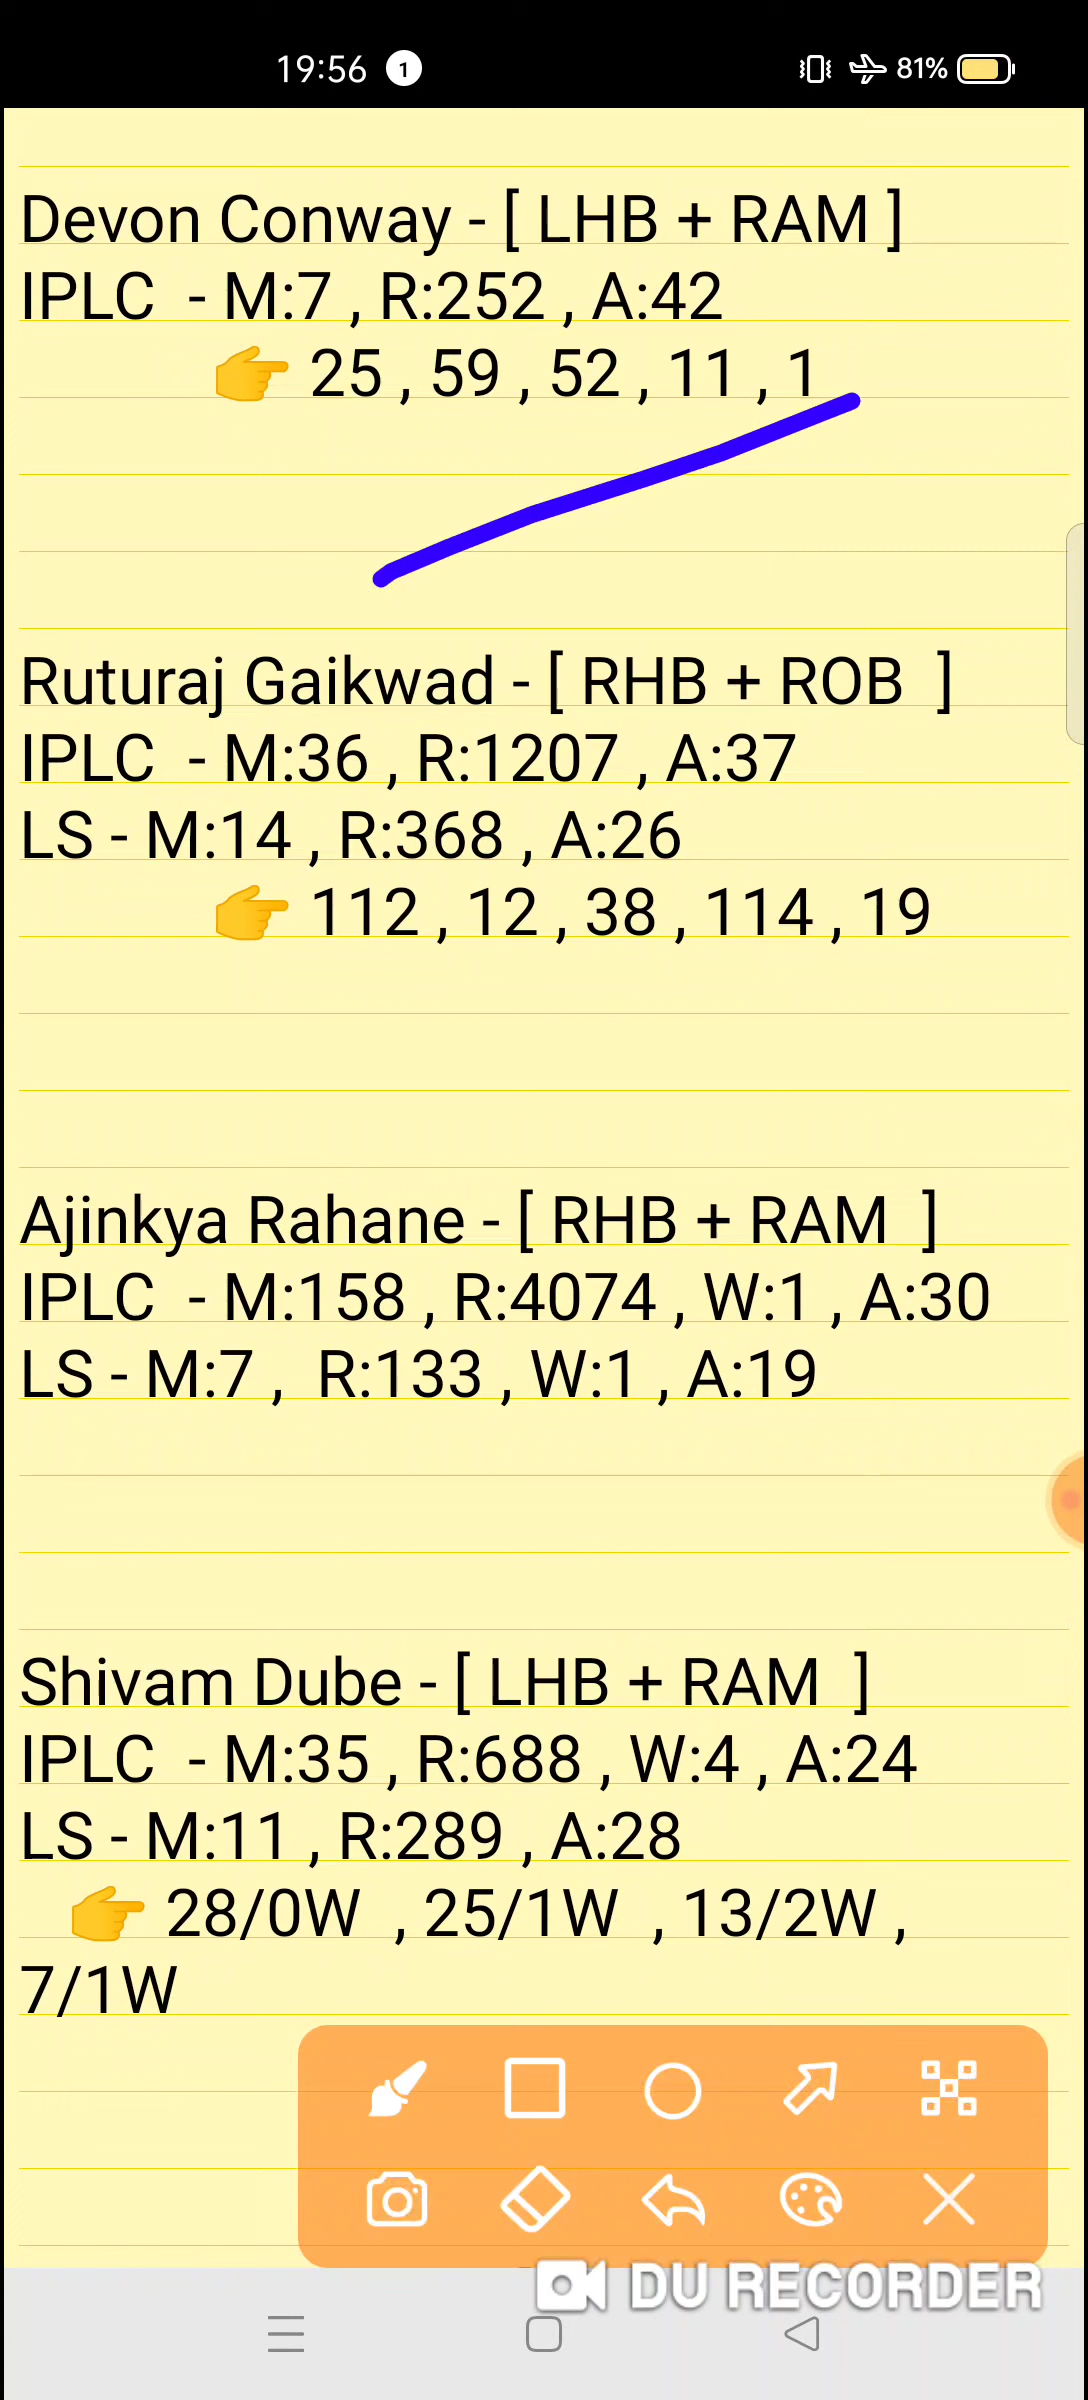 19:56 1 81%
Devon Conway - [ LHB + RAM ]
IPLC - M:7 , R:252 , A:42
👉 25 , 59 , 52 , 11 , 1
Ruturaj Gaikwad - [ RHB + ROB ]
IPLC - M:36 , R:1207 , A:37
LS - M:14 , R:368 , A:26
👉 112 , 12 , 38 , 114 , 19
Ajinkya Rahane - [ RHB + RAM ]
IPLC - M:158 , R:4074 , W:1 , A:30
LS - M:7 , R:133 , W:1 , A:19
Shivam Dube - [ LHB + RAM ]
IPLC - M:35 , R:688 , W:4 , A:24
LS - M:11 , R:289 , A:28
👉 28/0W , 25/1W , 13/2W ,
7/1W
DU RECORDER